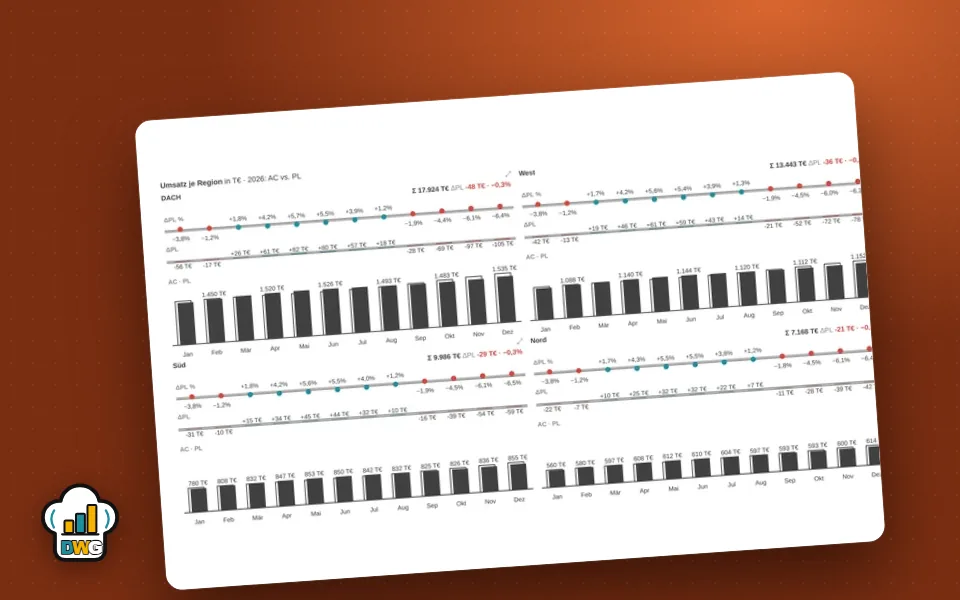 Umsatz je Region in T€ · 2026: AC vs. PL
DACH
Σ 17.924 T€ ΔPL -48 T€ · −0,3%
ΔPL %
+1,8% +4,2% +5,7% +5,5% +3,9% +1,2%
−3,8% −1,2% −1,9% −4,4% −6,1% −6,4%
ΔPL
+26 T€ +61 T€ +82 T€ +80 T€ +57 T€ +18 T€
-56 T€ -17 T€ -28 T€ -69 T€ -97 T€ -105 T€
AC · PL
1.450 T€ 1.520 T€ 1.526 T€ 1.493 T€ 1.483 T€ 1.535 T€
Jan Feb Mär Apr Mai Jun Jul Aug Sep Okt Nov Dez
West
Σ 13.443 T€ ΔPL -36 T€ · −0,
ΔPL %
+1,7% +4,2% +5,6% +5,4% +3,9% +1,3%
−3,8% −1,2% −1,9% −4,5% −6,0%
ΔPL
+19 T€ +46 T€ +61 T€ +59 T€ +43 T€ +14 T€
-42 T€ -13 T€ -21 T€ -52 T€ -72 T€ -78
AC · PL
1.088 T€ 1.140 T€ 1.144 T€ 1.120 T€ 1.112 T€ 1.152
Jan Feb Mär Apr Mai Jun Jul Aug Sep Okt Nov Dez
Süd
Σ 9.986 T€ ΔPL -29 T€ · −0,3%
ΔPL %
+1,8% +4,2% +5,6% +5,5% +4,0% +1,2%
−3,8% −1,2% −1,9% −4,5% −6,1% −6,5%
ΔPL
+15 T€ +34 T€ +45 T€ +44 T€ +32 T€ +10 T€
-31 T€ -10 T€ -16 T€ -39 T€ -54 T€ -59 T€
AC · PL
780 T€ 808 T€ 832 T€ 847 T€ 853 T€ 850 T€ 842 T€ 832 T€ 825 T€ 826 T€ 836 T€ 855 T€
Jan Feb Mär Apr Mai Jun Jul Aug Sep Okt Nov Dez
Nord
Σ 7.168 T€ ΔPL -21 T€ · −0,
ΔPL %
+1,7% +4,3% +5,5% +5,5% +3,8% +1,2%
−3,8% −1,2% −1,8% −4,5% −6,1% −6,4
ΔPL
+10 T€ +25 T€ +32 T€ +32 T€ +22 T€ +7 T€
-22 T€ -7 T€ -11 T€ -28 T€ -39 T€ -42
AC · PL
560 T€ 580 T€ 597 T€ 608 T€ 612 T€ 610 T€ 604 T€ 597 T€ 593 T€ 593 T€ 600 T€ 614
Jan Feb Mär Apr Mai Jun Jul Aug Sep Okt Nov Dez
DWG